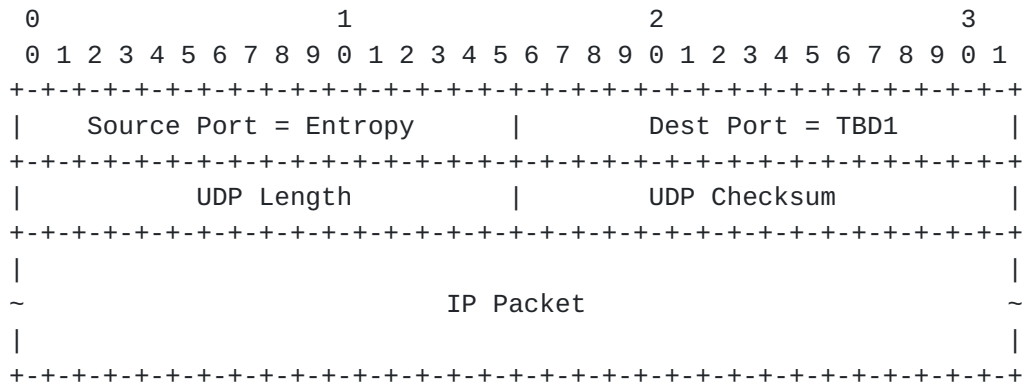 0                   1                   2                   3
 0 1 2 3 4 5 6 7 8 9 0 1 2 3 4 5 6 7 8 9 0 1 2 3 4 5 6 7 8 9 0 1
+-+-+-+-+-+-+-+-+-+-+-+-+-+-+-+-+-+-+-+-+-+-+-+-+-+-+-+-+-+-+-+-+
|    Source Port = Entropy      |        Dest Port = TBD1       |
+-+-+-+-+-+-+-+-+-+-+-+-+-+-+-+-+-+-+-+-+-+-+-+-+-+-+-+-+-+-+-+-+
|           UDP Length          |        UDP Checksum           |
+-+-+-+-+-+-+-+-+-+-+-+-+-+-+-+-+-+-+-+-+-+-+-+-+-+-+-+-+-+-+-+-+
|                                                               |
~                           IP Packet                           ~
|                                                               |
+-+-+-+-+-+-+-+-+-+-+-+-+-+-+-+-+-+-+-+-+-+-+-+-+-+-+-+-+-+-+-+-+